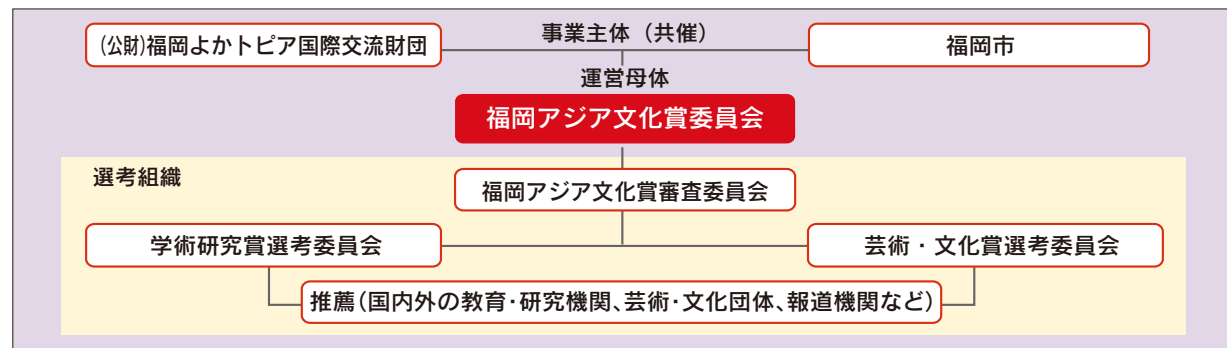 事業主体（共催）
(公財)福岡よかトピア国際交流財団
福岡市
運営母体
福岡アジア文化賞委員会
選考組織
福岡アジア文化賞審査委員会
学術研究賞選考委員会
芸術・文化賞選考委員会
推薦（国内外の教育・研究機関、芸術・文化団体、報道機関など）